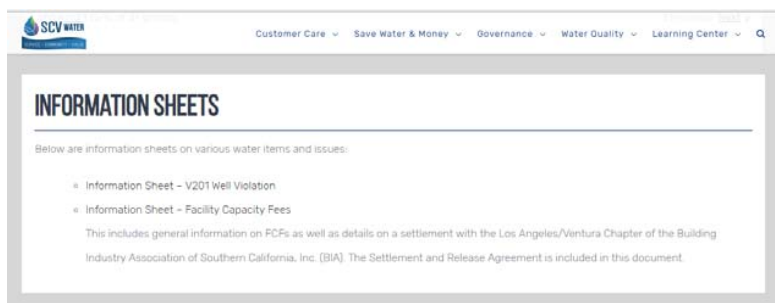 SCV WATER
Customer Care Save Water & Money Governance Water Quality Learning Center
INFORMATION SHEETS
Below are information sheets on various water items and issues:
Information Sheet – V201 Well Violation
Information Sheet – Facility Capacity Fees
This includes general information on FCFs as well as details on a settlement with the Los Angeles/Ventura Chapter of the Building
Industry Association of Southern California, Inc. (BIA). The Settlement and Release Agreement is included in this document.